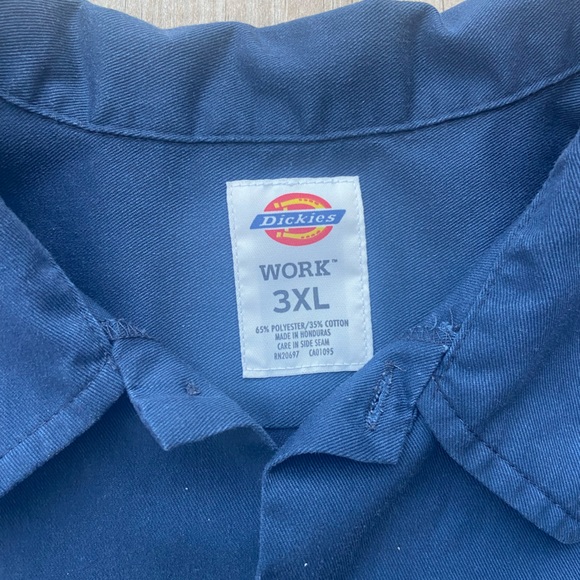 Dickies
WORK™
3XL
65% POLYESTER/35% COTTON
MADE IN HONDURAS
CARE IN SIDE SEAM
RN20697 CA01095